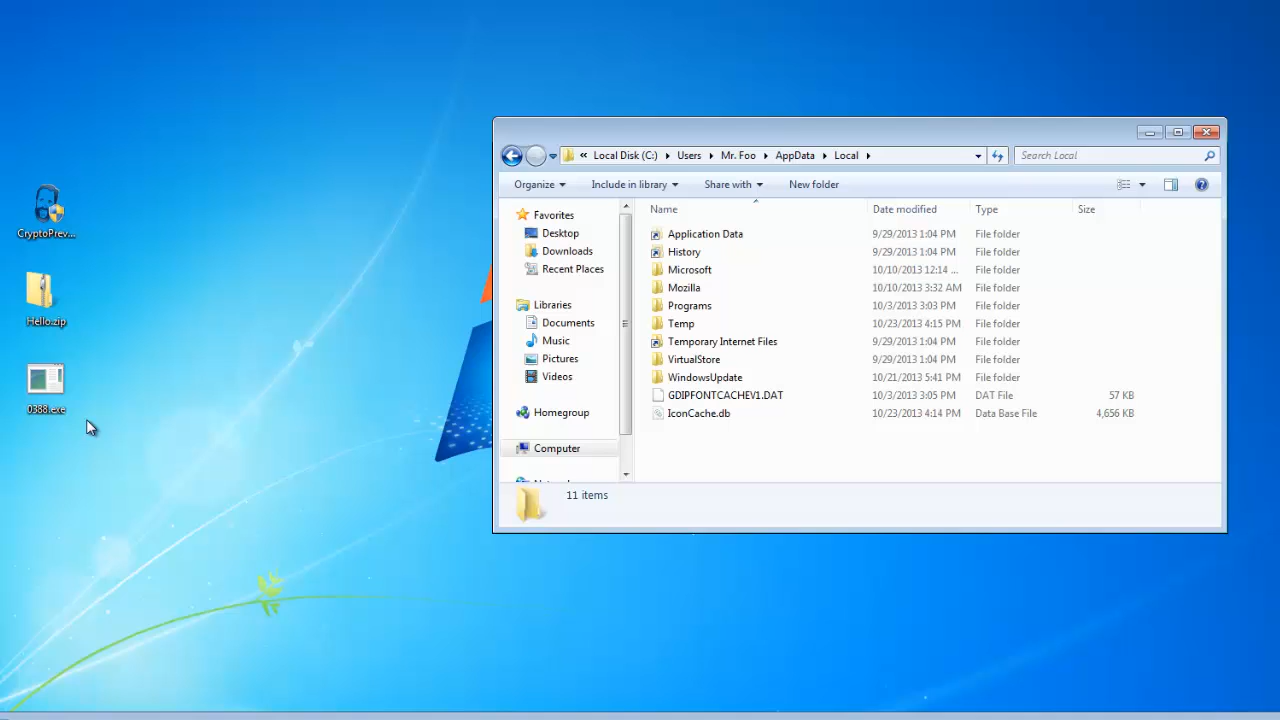 CryptoPrev...
Hello.zip
0388.exe
« Local Disk (C:) Users Mr. Foo AppData Local
Search Local
Organize Include in library Share with New folder
Favorites
Desktop
Downloads
Recent Places
Libraries
Documents
Music
Pictures
Videos
Homegroup
Computer
Name Date modified Type Size
Application Data 9/29/2013 1:04 PM File folder
History 9/29/2013 1:04 PM File folder
Microsoft 10/10/2013 12:14 ... File folder
Mozilla 10/10/2013 3:32 AM File folder
Programs 10/3/2013 3:03 PM File folder
Temp 10/23/2013 4:15 PM File folder
Temporary Internet Files 9/29/2013 1:04 PM File folder
VirtualStore 9/29/2013 1:04 PM File folder
WindowsUpdate 10/21/2013 5:41 PM File folder
GDIPFONTCACHEV1.DAT 10/3/2013 3:05 PM DAT File 57 KB
IconCache.db 10/23/2013 4:14 PM Data Base File 4,656 KB
11 items